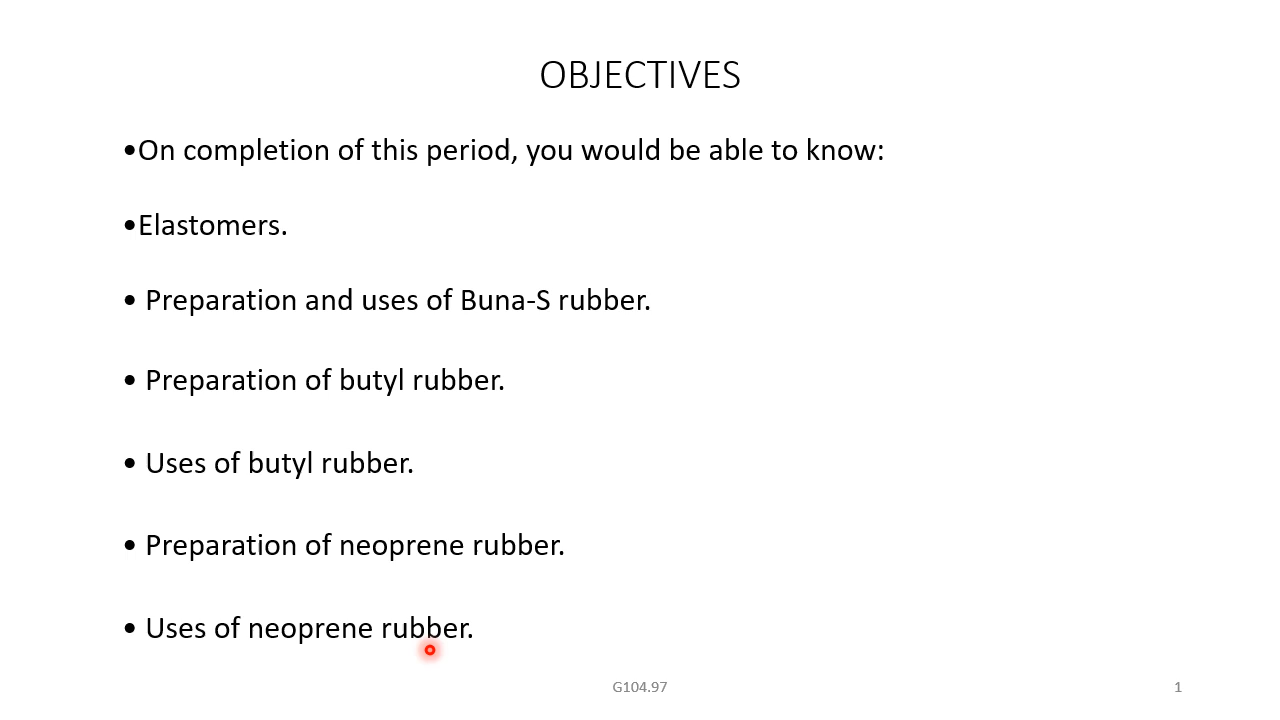 OBJECTIVES
•On completion of this period, you would be able to know:
•Elastomers.
• Preparation and uses of Buna-S rubber.
• Preparation of butyl rubber.
• Uses of butyl rubber.
• Preparation of neoprene rubber.
• Uses of neoprene rubber.
G104.97
1